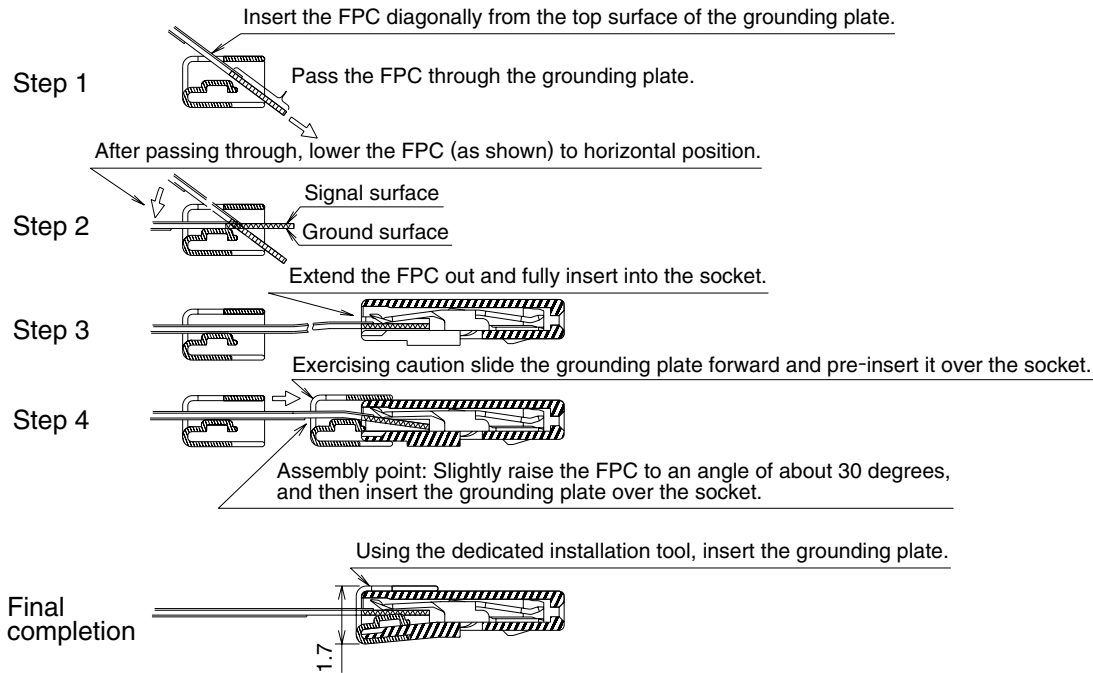 Insert the FPC diagonally from the top surface of the grounding plate.
Step 1
Pass the FPC through the grounding plate.
After passing through, lower the FPC (as shown) to horizontal position.
Step 2
Signal surface
Ground surface
Extend the FPC out and fully insert into the socket.
Step 3
Exercising caution slide the grounding plate forward and pre-insert it over the socket.
Step 4
Assembly point: Slightly raise the FPC to an angle of about 30 degrees,
and then insert the grounding plate over the socket.
Using the dedicated installation tool, insert the grounding plate.
Final
completion
1.7